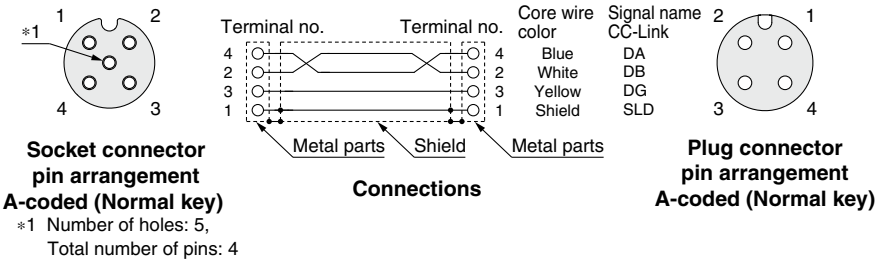 1 2
∗1
4 3
Socket connector
pin arrangement
A-coded (Normal key)
∗1 Number of holes: 5,
Total number of pins: 4
Terminal no. Terminal no. Core wire color Signal name CC-Link
4 4 Blue DA
2 2 White DB
3 3 Yellow DG
1 1 Shield SLD
Metal parts Shield Metal parts
Connections
2 1
3 4
Plug connector
pin arrangement
A-coded (Normal key)